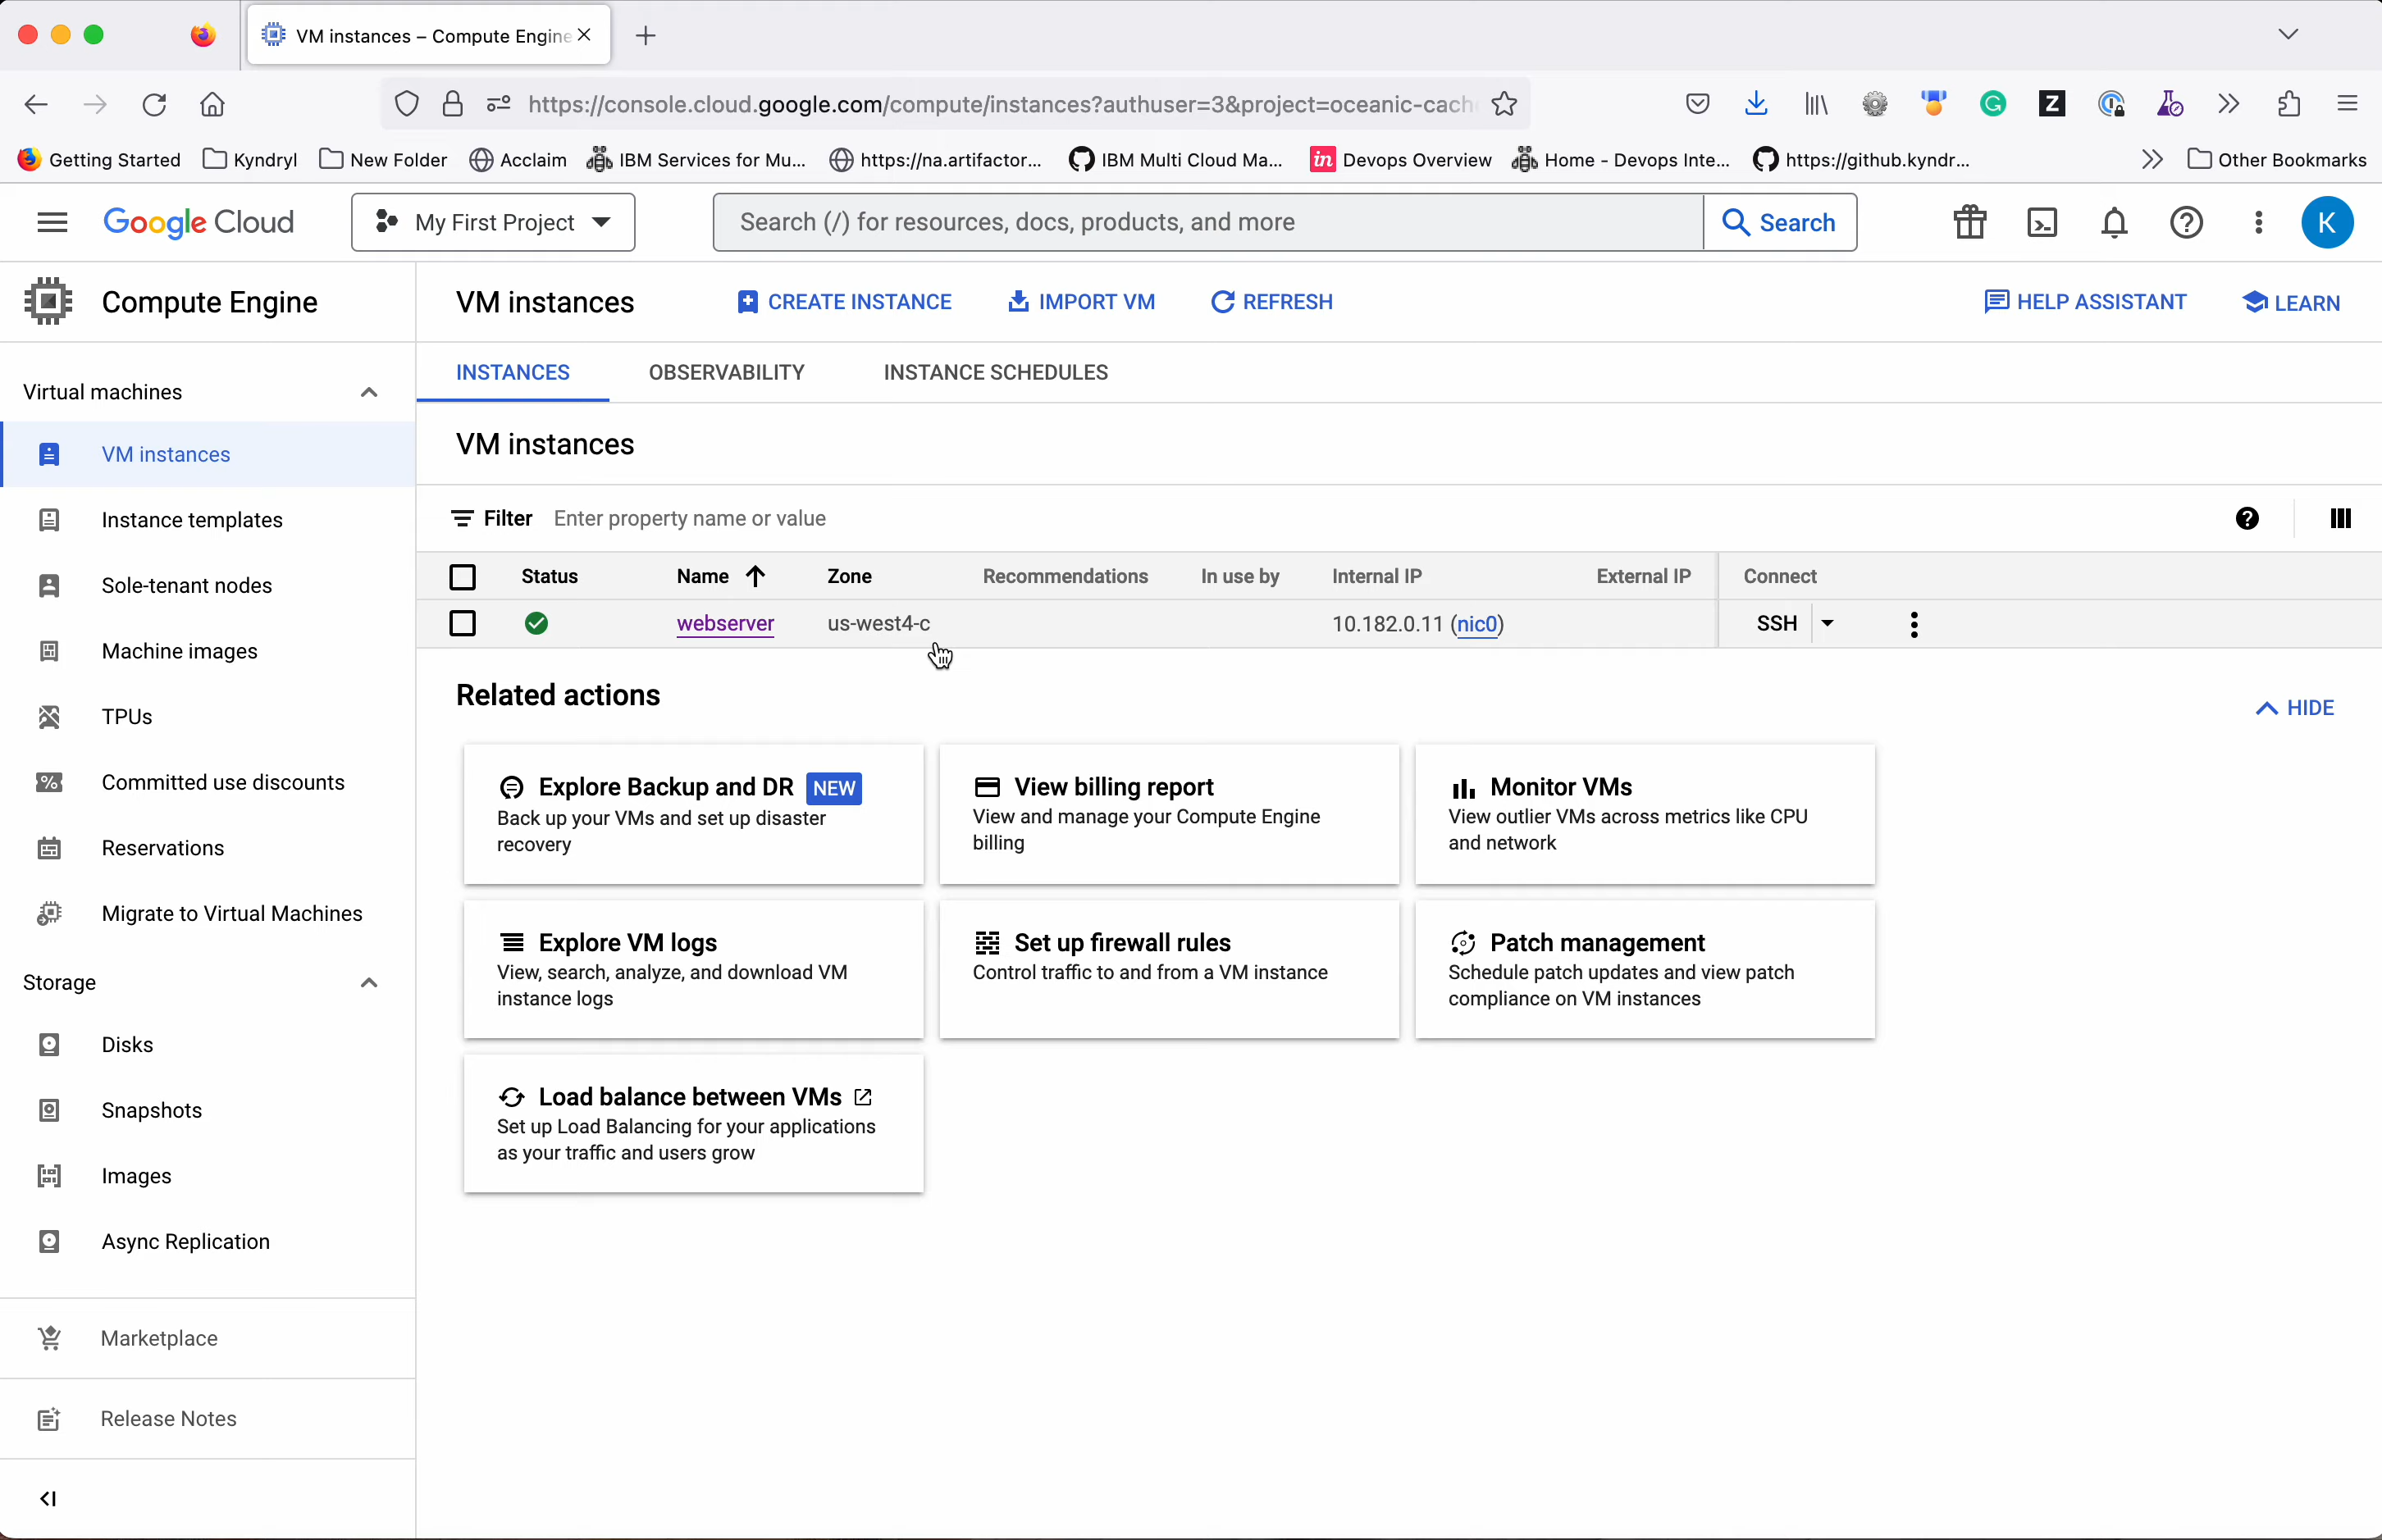 VM instances – Compute Engine
https://console.cloud.google.com/compute/instances?authuser=3&project=oceanic-cach
Getting Started
Kyndryl
New Folder
Acclaim
IBM Services for Mu...
https://na.artifactor...
IBM Multi Cloud Ma...
in Devops Overview
Home - Devops Inte...
https://github.kyndr...
Other Bookmarks
Google Cloud
My First Project
Search (/) for resources, docs, products, and more
Search
K
Compute Engine
VM instances
CREATE INSTANCE
IMPORT VM
REFRESH
HELP ASSISTANT
LEARN
Virtual machines
VM instances
Instance templates
Sole-tenant nodes
Machine images
TPUs
Committed use discounts
Reservations
Migrate to Virtual Machines
Storage
Disks
Snapshots
Images
Async Replication
Marketplace
Release Notes
INSTANCES
OBSERVABILITY
INSTANCE SCHEDULES
VM instances
Filter Enter property name or value
Status Name Zone Recommendations In use by Internal IP External IP Connect
webserver us-west4-c 10.182.0.11 (nic0) SSH
Related actions
HIDE
Explore Backup and DR NEW
Back up your VMs and set up disaster
recovery
View billing report
View and manage your Compute Engine
billing
Monitor VMs
View outlier VMs across metrics like CPU
and network
Explore VM logs
View, search, analyze, and download VM
instance logs
Set up firewall rules
Control traffic to and from a VM instance
Patch management
Schedule patch updates and view patch
compliance on VM instances
Load balance between VMs
Set up Load Balancing for your applications
as your traffic and users grow